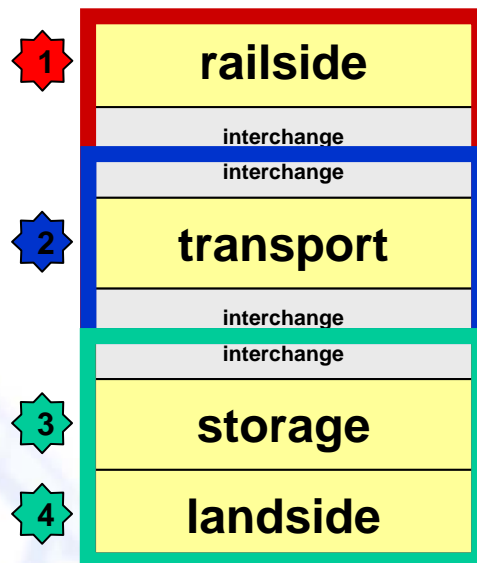 1
railside
interchange
interchange
2
transport
interchange
interchange
3
storage
4
landside